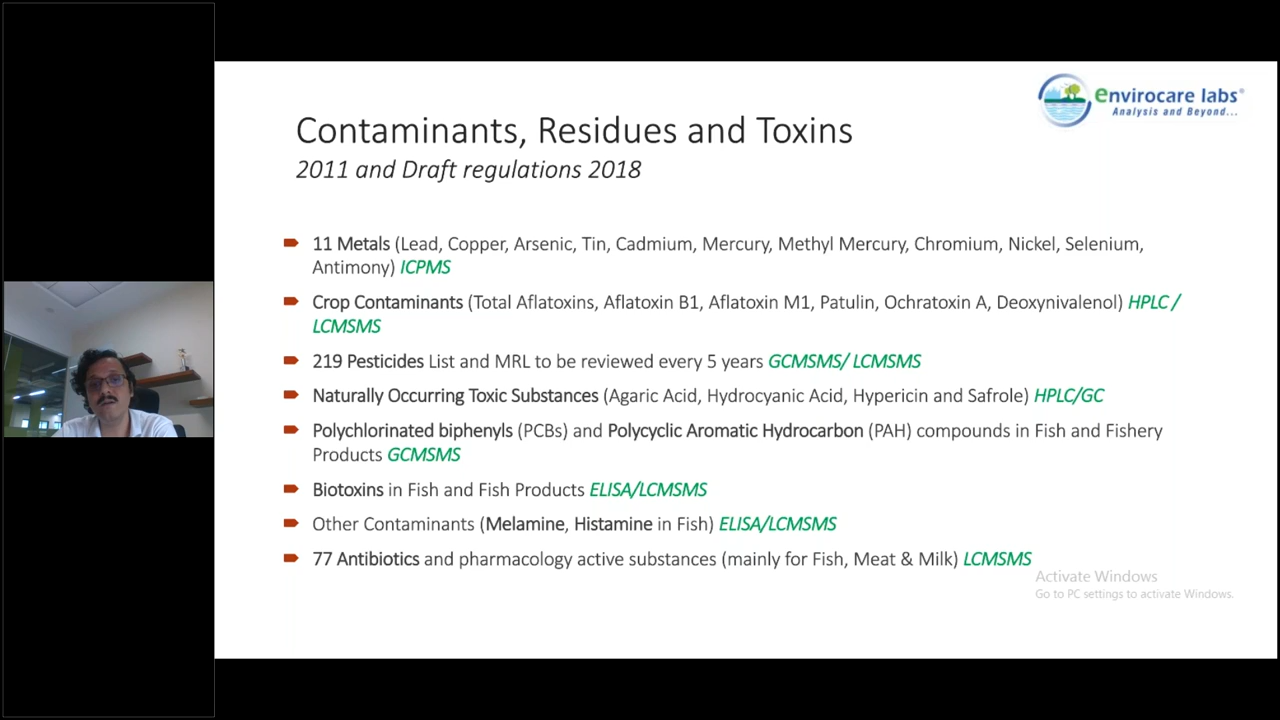 envirocare labs®
Analysis and Beyond...
Contaminants, Residues and Toxins
2011 and Draft regulations 2018
11 Metals (Lead, Copper, Arsenic, Tin, Cadmium, Mercury, Methyl Mercury, Chromium, Nickel, Selenium,
Antimony) ICPMS
Crop Contaminants (Total Aflatoxins, Aflatoxin B1, Aflatoxin M1, Patulin, Ochratoxin A, Deoxynivalenol) HPLC /
LCMSMS
219 Pesticides List and MRL to be reviewed every 5 years GCMSMS/ LCMSMS
Naturally Occurring Toxic Substances (Agaric Acid, Hydrocyanic Acid, Hypericin and Safrole) HPLC/GC
Polychlorinated biphenyls (PCBs) and Polycyclic Aromatic Hydrocarbon (PAH) compounds in Fish and Fishery
Products GCMSMS
Biotoxins in Fish and Fish Products ELISA/LCMSMS
Other Contaminants (Melamine, Histamine in Fish) ELISA/LCMSMS
77 Antibiotics and pharmacology active substances (mainly for Fish, Meat & Milk) LCMSMS
Activate Windows
Go to PC settings to activate Windows.